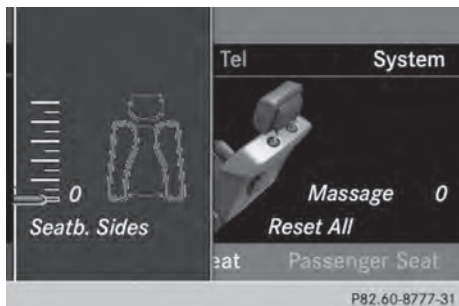 Tel System
0
Massage 0
Seatb. Sides Reset All
eat Passenger Seat
P82.60-8777-31